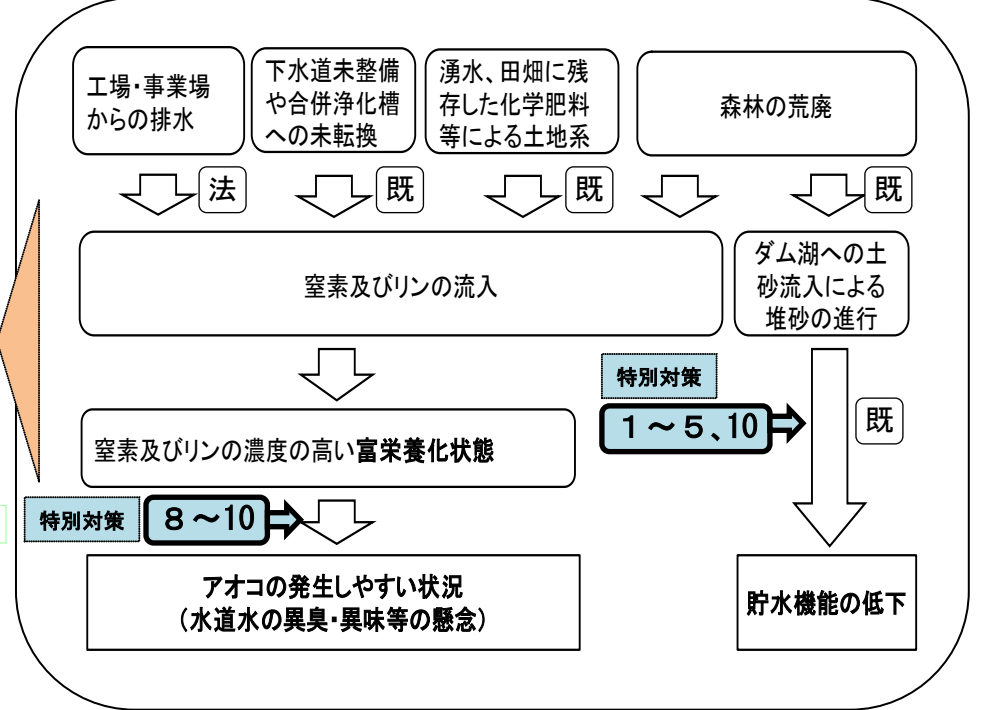 工場・事業場
からの排水
下水道未整備
や合併浄化槽
への未転換
湧水、田畑に残
存した化学肥料
等による土地系
森林の荒廃
法
既
既
既
窒素及びリンの流入
ダム湖への土
砂流入による
堆砂の進行
特別対策
1～5、10
既
窒素及びリンの濃度の高い富栄養化状態
特別対策
8～10
アオコの発生しやすい状況
（水道水の異臭・異味等の懸念）
貯水機能の低下